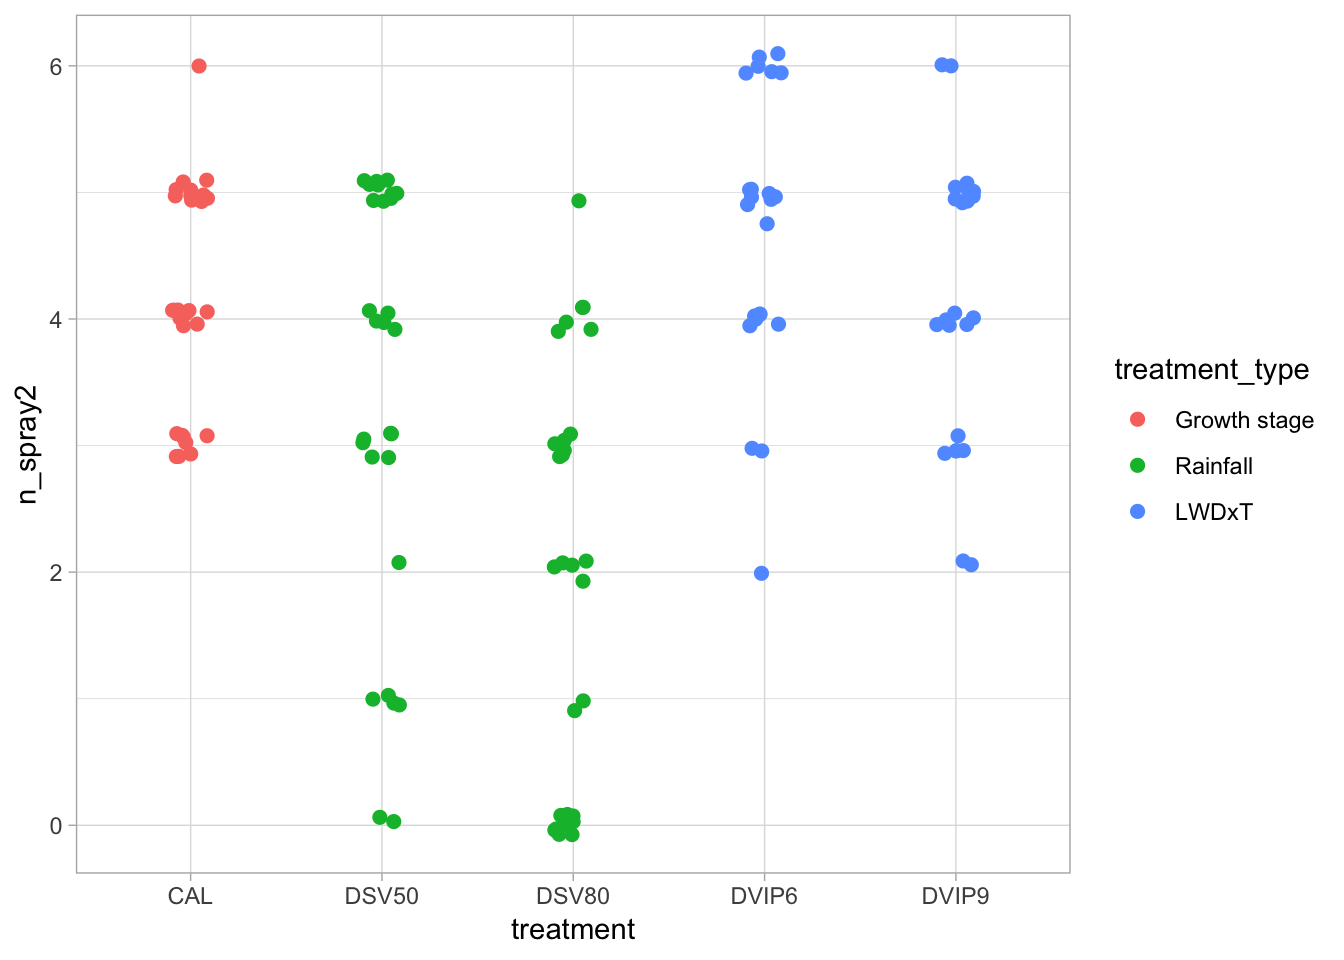 6
4
2
0
n_spray2
CAL DSV50 DSV80 DVIP6 DVIP9
treatment
treatment_type
Growth stage
Rainfall
LWDxT